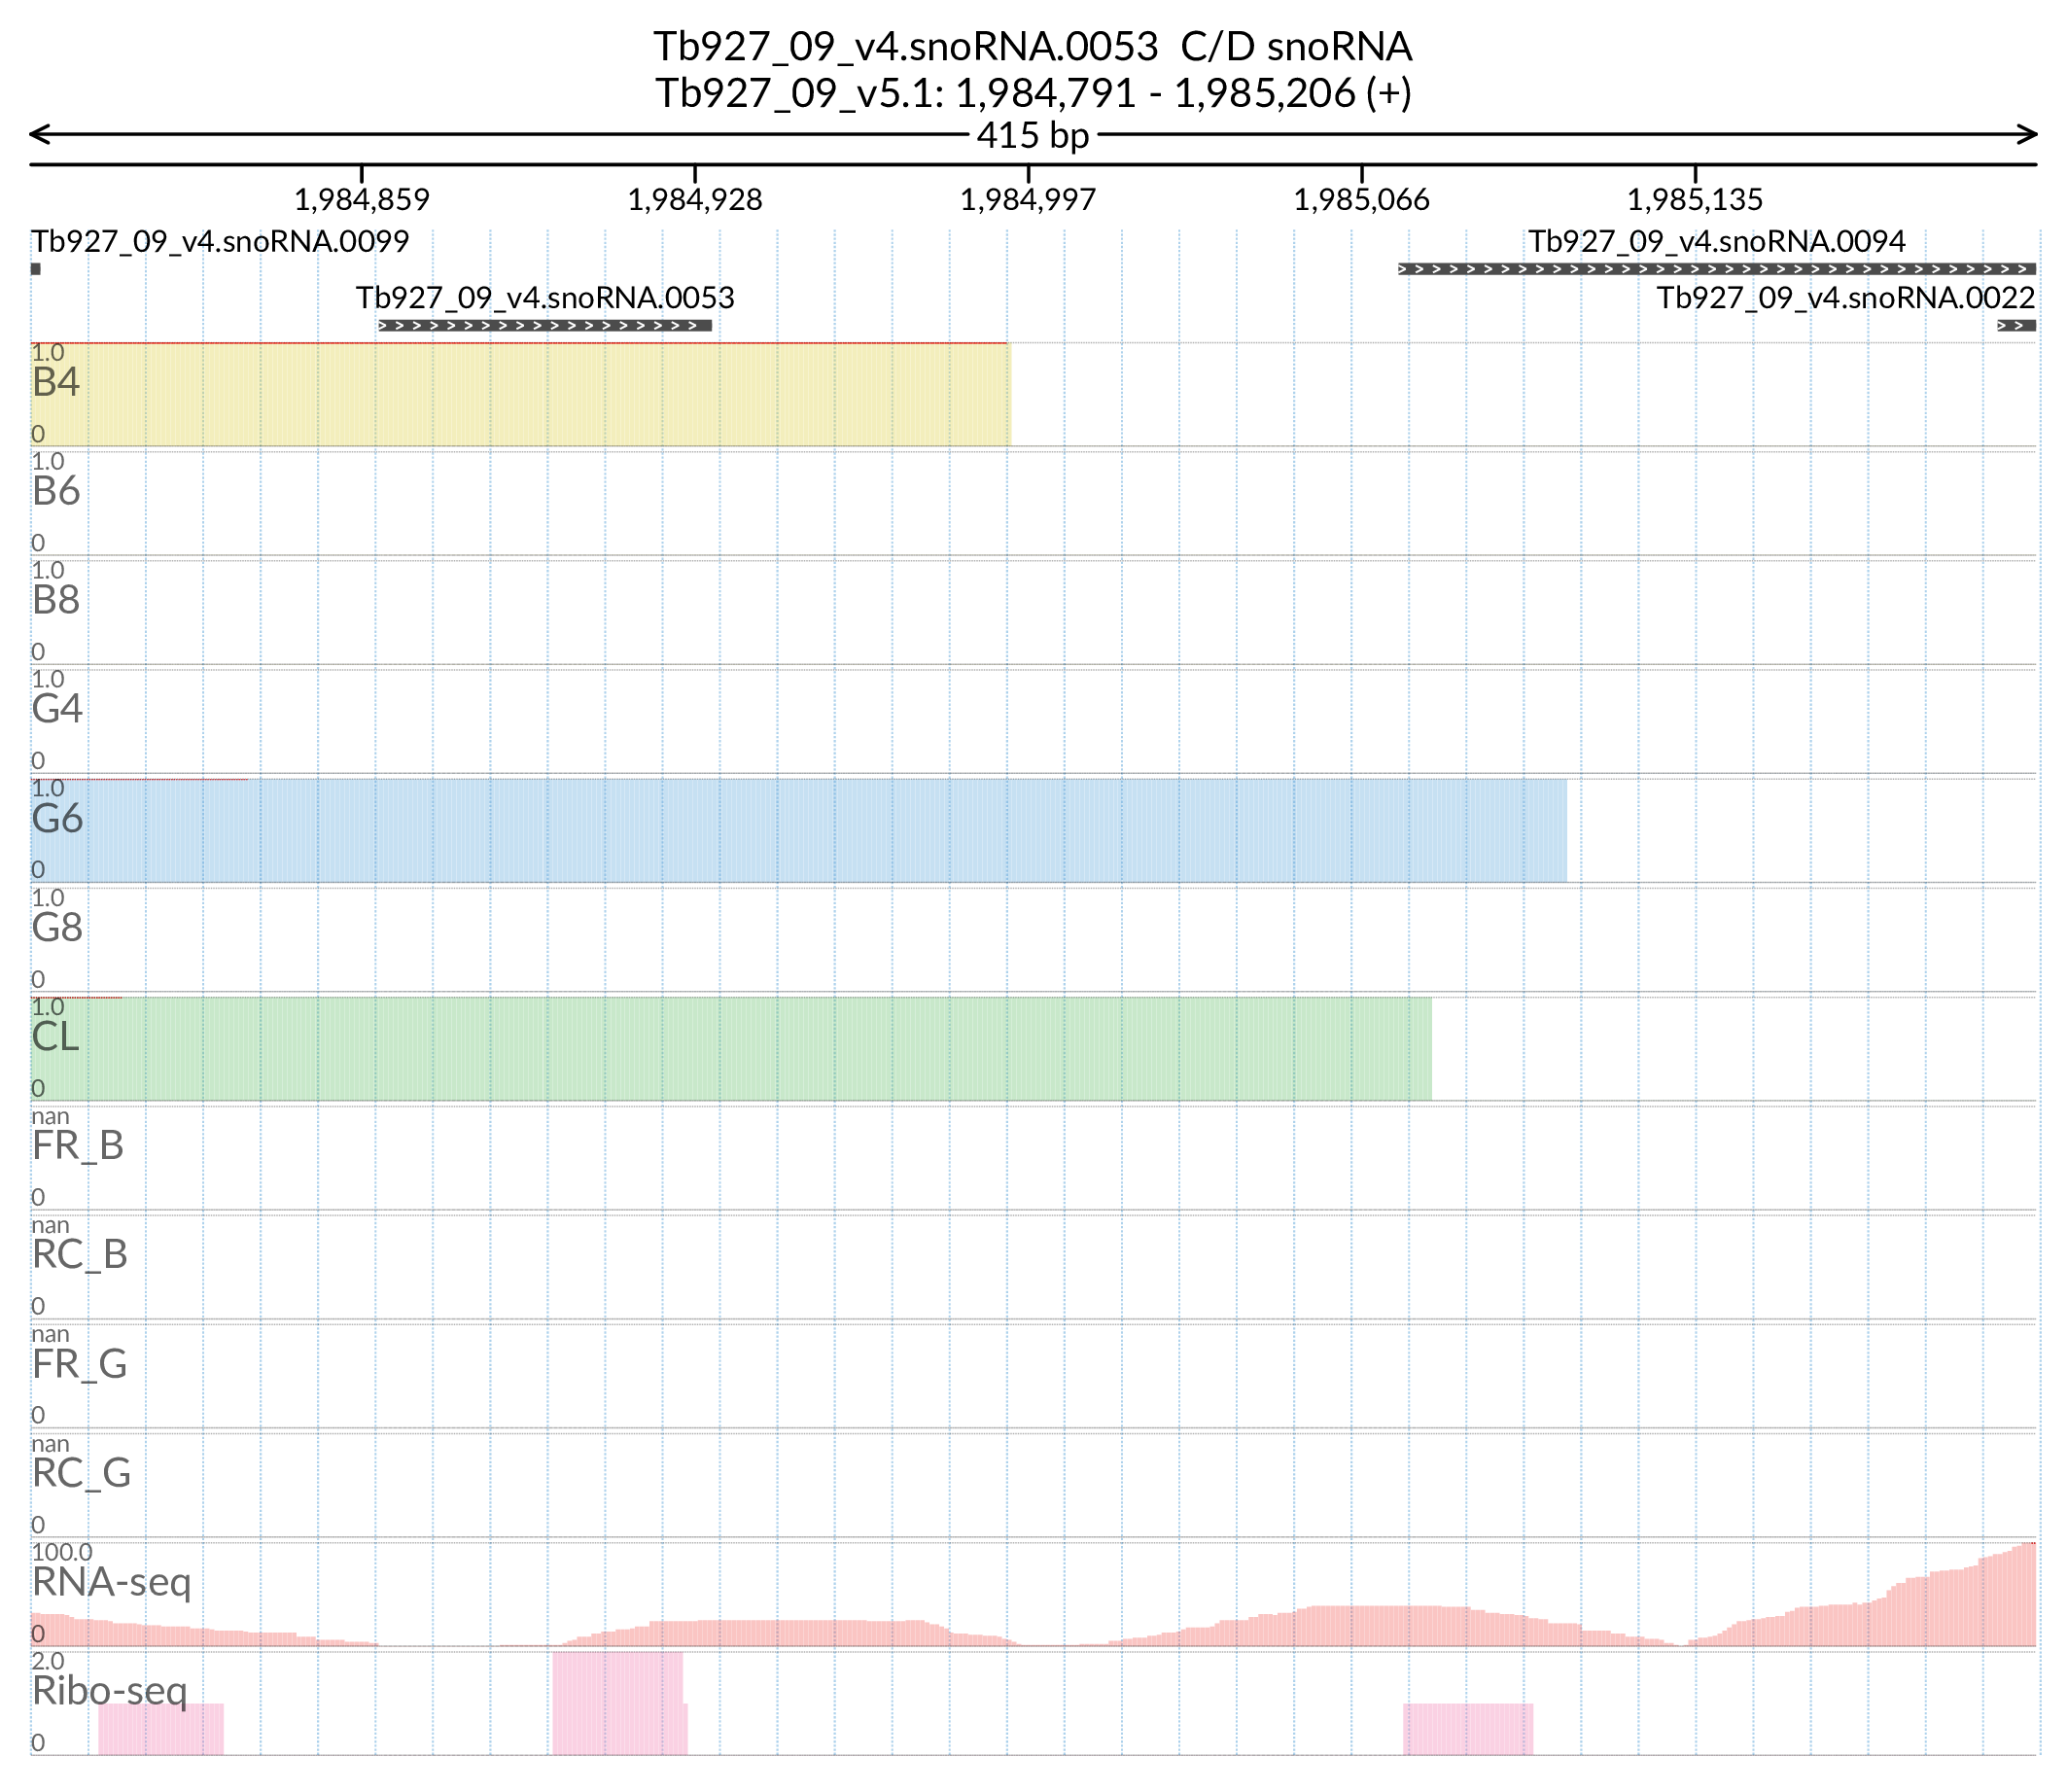 Tb927_09_v4.snoRNA.0053 C/D snoRNA
Tb927_09_v5.1: 1,984,791 - 1,985,206 (+)
415 bp
1,984,859 1,984,928 1,984,997 1,985,066 1,985,135
Tb927_09_v4.snoRNA.0099 Tb927_09_v4.snoRNA.0094
Tb927_09_v4.snoRNA.0053 Tb927_09_v4.snoRNA.0022
1.0
B4
0
1.0
B6
0
1.0
B8
0
1.0
G4
0
1.0
G6
0
1.0
G8
0
1.0
CL
0
nan
FR_B
0
nan
RC_B
0
nan
FR_G
0
nan
RC_G
0
100.0
RNA-seq
0
2.0
Ribo-seq
0